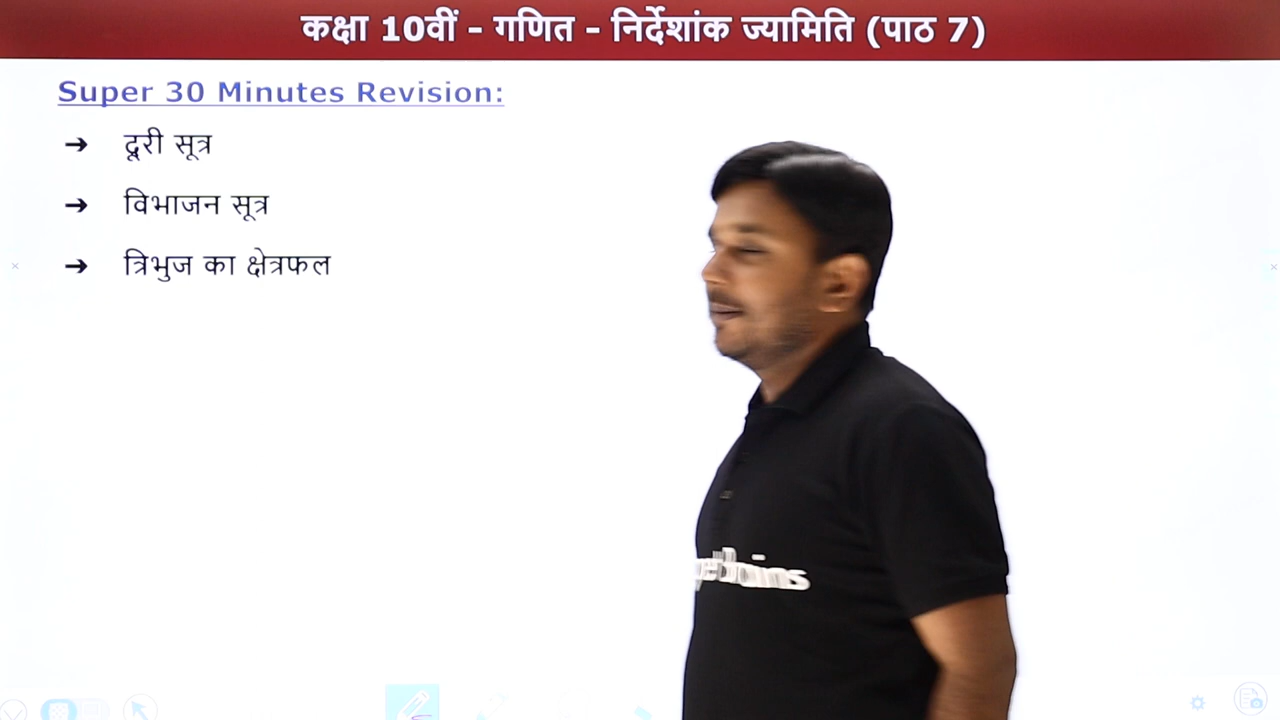 कक्षा 10वीं - गणित - निर्देशांक ज्यामिति (पाठ 7)
Super 30 Minutes Revision:
➔ दूरी सूत्र
➔ विभाजन सूत्र
➔ त्रिभुज का क्षेत्रफल